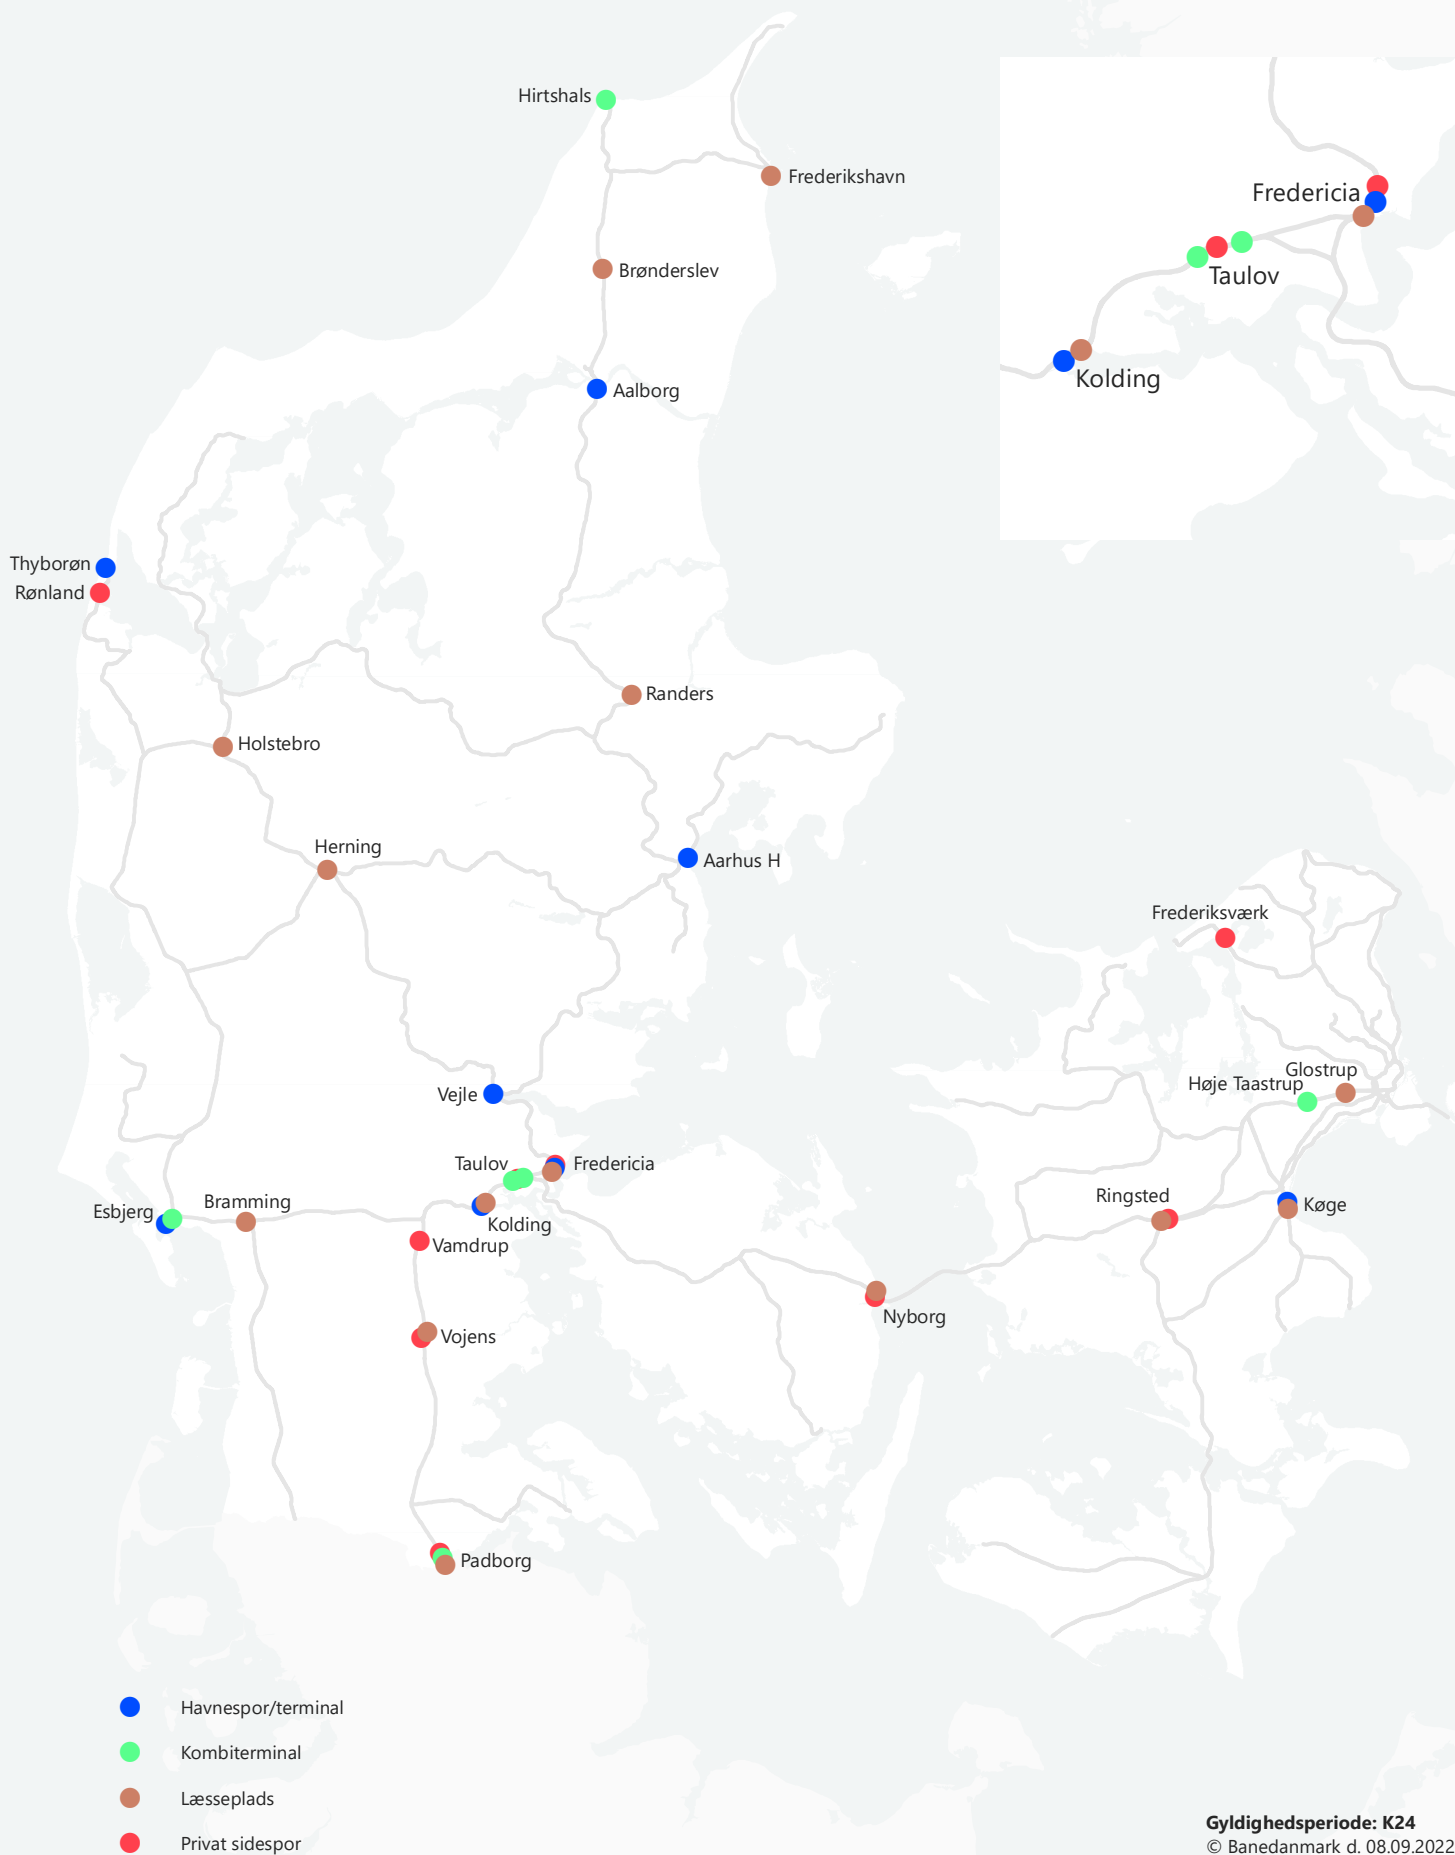 Hirtshals
Frederikshavn
Fredericia
Brønderslev
Taulov
Kolding
Aalborg
Thyborøn
Rønland
Randers
Holstebro
Herning
Aarhus H
Frederiksværk
Glostrup
Høje Taastrup
Vejle
Taulov
Fredericia
Ringsted
Bramming
Køge
Esbjerg
Kolding
Vamdrup
Nyborg
Vojens
Padborg
Havnespor/terminal
Kombiterminal
Læsseplads
Privat sidespor
Gyldighedsperiode: K24
© Banedanmark d. 08.09.2022